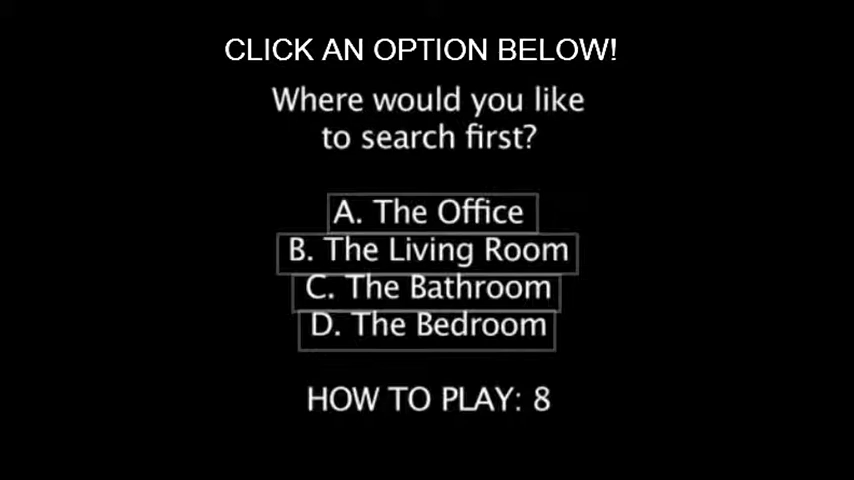 CLICK AN OPTION BELOW!
Where would you like
to search first?
A. The Office
B. The Living Room
C. The Bathroom
D. The Bedroom
HOW TO PLAY: 8